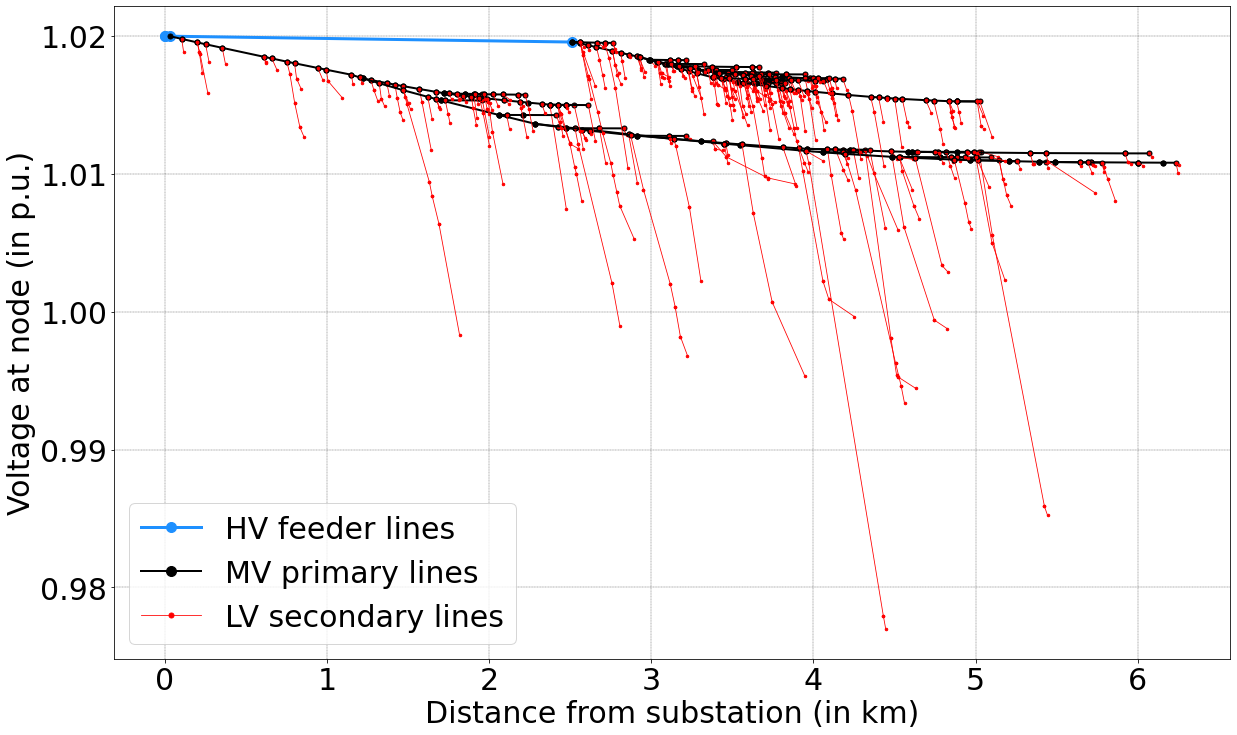 Voltage at node (in p.u.)
1.02
1.01
1.00
0.99
0.98
HV feeder lines
MV primary lines
LV secondary lines
0 1 2 3 4 5 6
Distance from substation (in km)